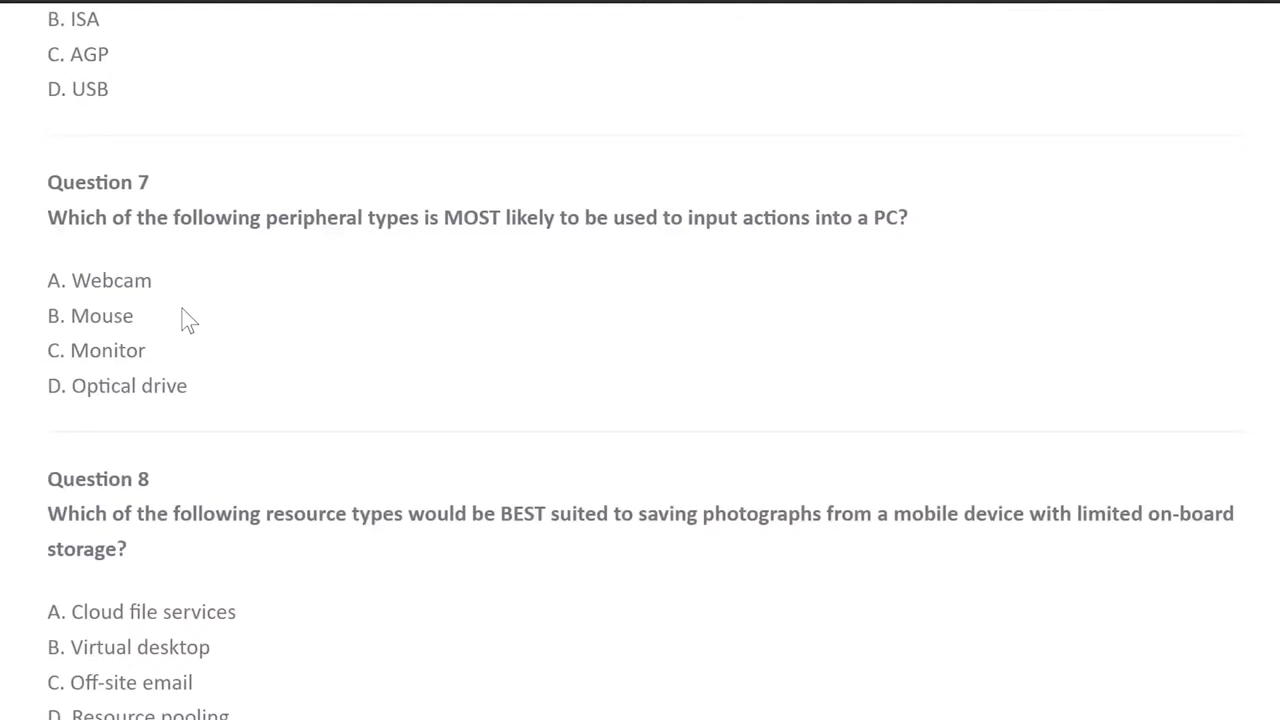 B. ISA
C. AGP
D. USB
Question 7
Which of the following peripheral types is MOST likely to be used to input actions into a PC?
A. Webcam
B. Mouse
C. Monitor
D. Optical drive
Question 8
Which of the following resource types would be BEST suited to saving photographs from a mobile device with limited on-board
storage?
A. Cloud file services
B. Virtual desktop
C. Off-site email
D. Resource pooling